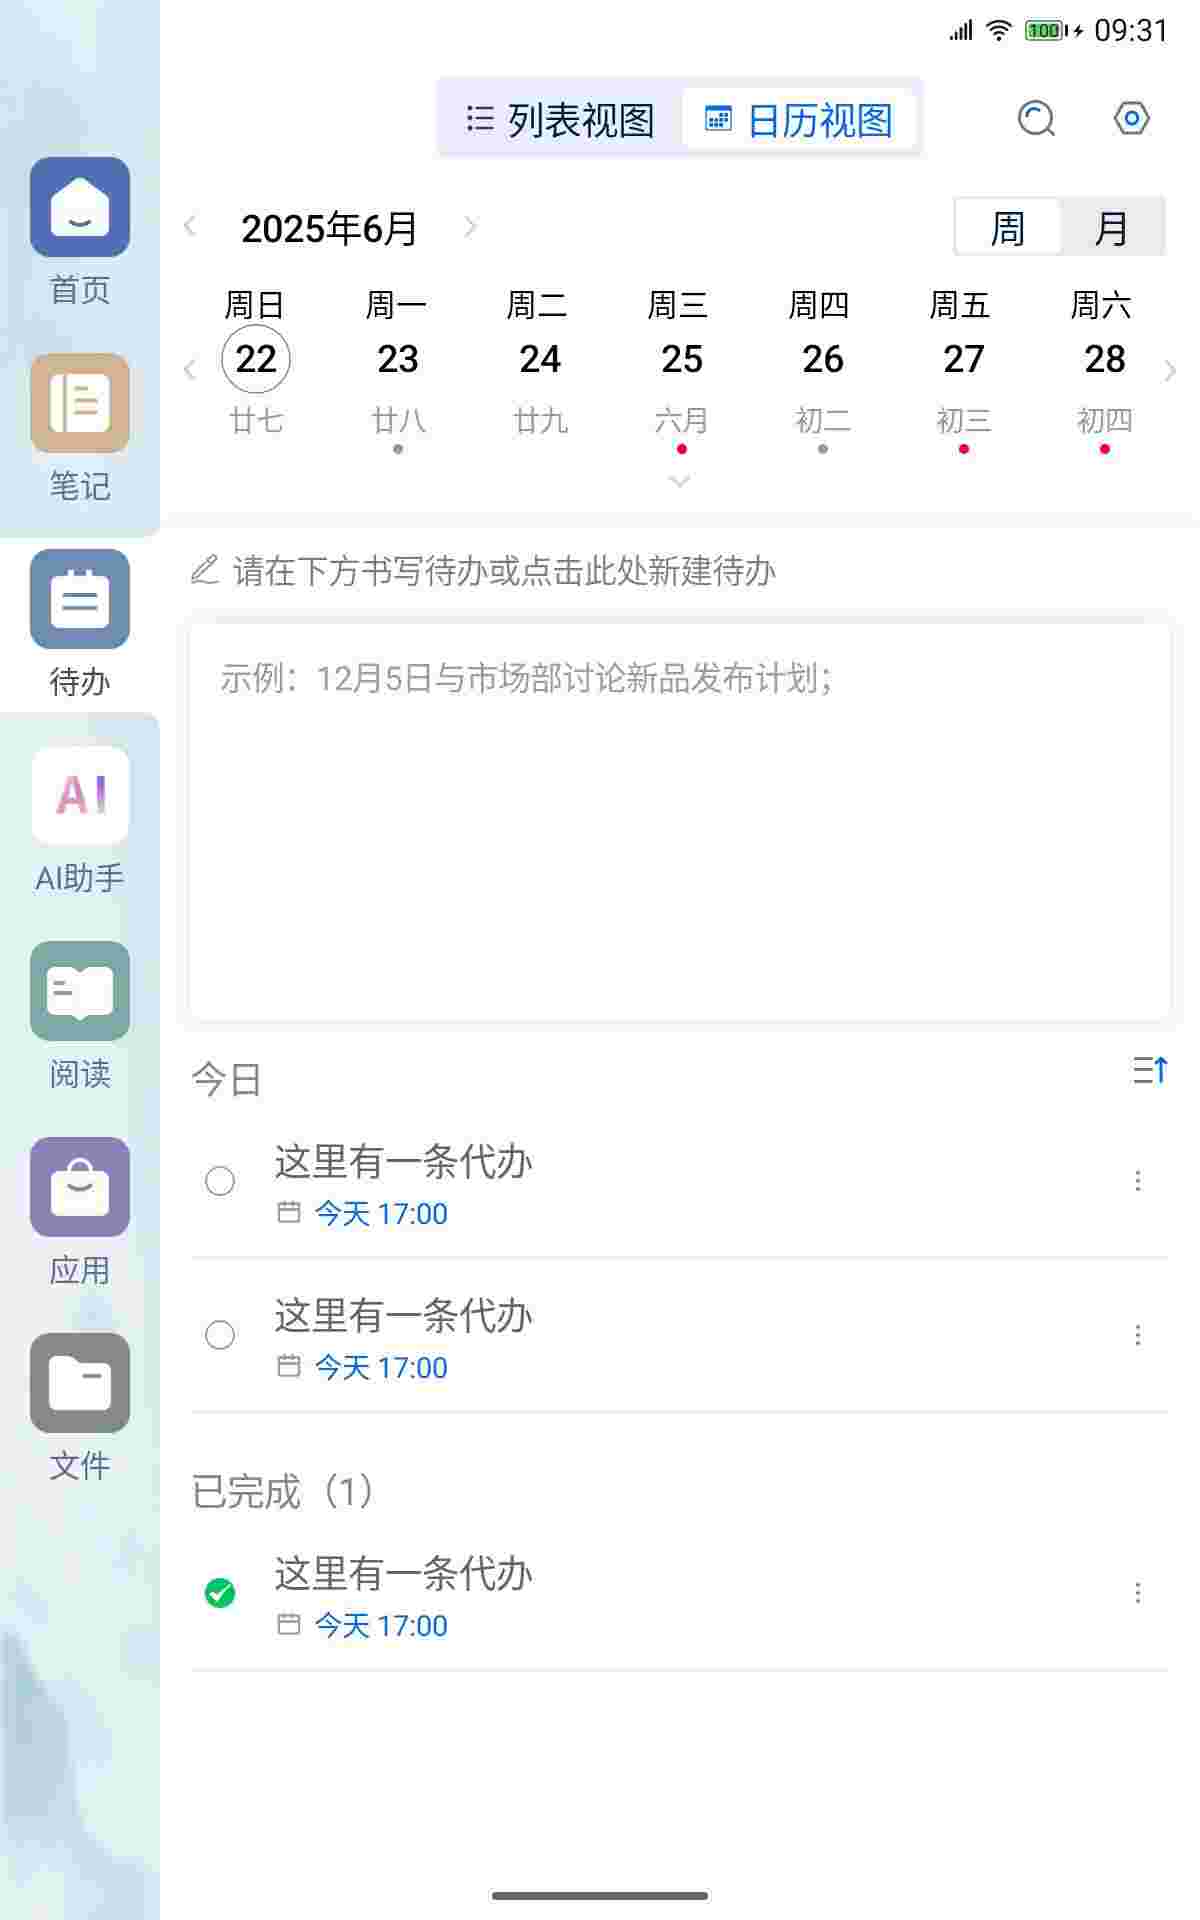 100 09:31
列表视图 日历视图
2025年6月
周 月
周日 周一 周二 周三 周四 周五 周六
22 23 24 25 26 27 28
廿七 廿八 廿九 六月 初二 初三 初四
请在下方书写待办或点击此处新建待办
示例：12月5日与市场部讨论新品发布计划；
今日
这里有一条代办
今天 17:00
这里有一条代办
今天 17:00
已完成（1）
这里有一条代办
今天 17:00
首页
笔记
待办
AI
AI助手
阅读
应用
文件